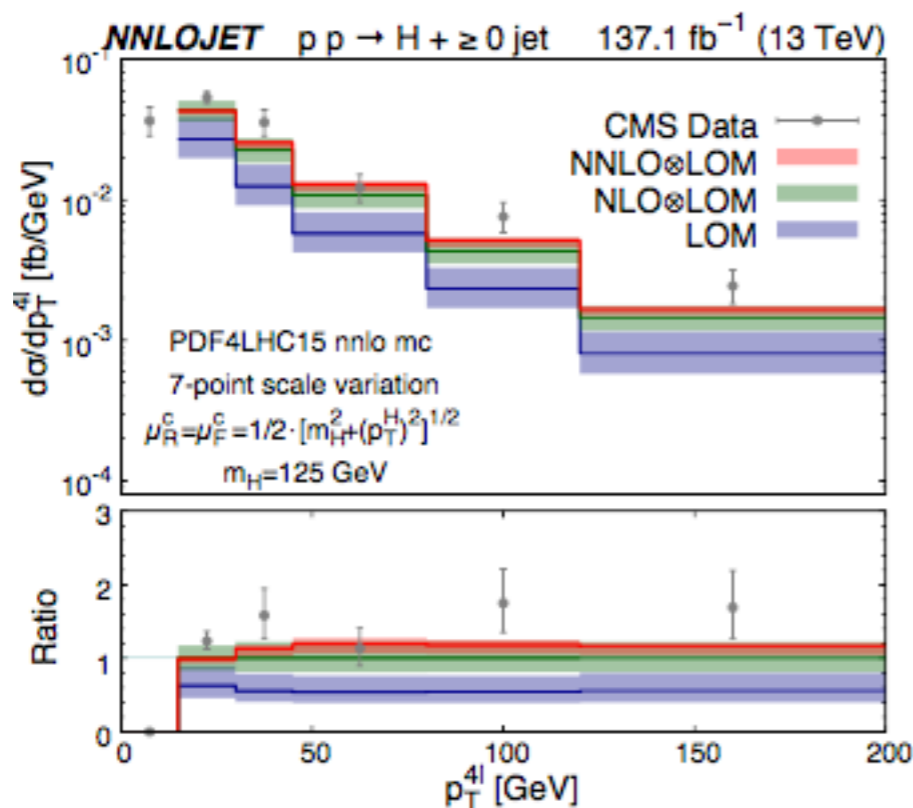 NNLOJET p p → H + ≥ 0 jet 137.1 fb⁻¹ (13 TeV)
10⁻¹
10⁻²
10⁻³
10⁻⁴
dσ/dp_T^{4l} [fb/GeV]
CMS Data
NNLO⊗LOM
NLO⊗LOM
LOM
PDF4LHC15 nnlo mc
7-point scale variation
μ_R^c=μ_F^c=1/2·[m_H^2+(p_T^H)^2]^{1/2}
m_H=125 GeV
3
2
1
0
Ratio
0 50 100 150 200
p_T^{4l} [GeV]